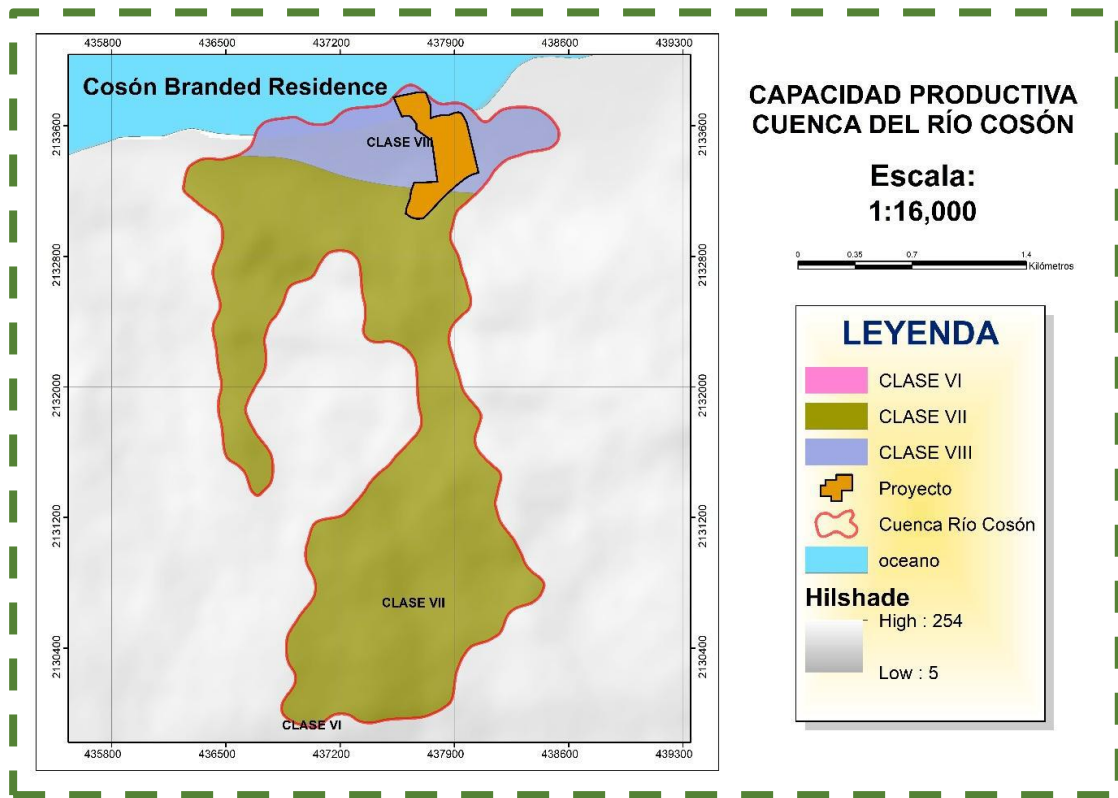 435800 436500 437200 437900 438600 439300
Cosón Branded Residence
CLASE VIII
CLASE VII
CLASE VI
2133600
2132800
2132000
2131200
2130400
2133600
2132800
2132000
2131200
2130400
435800 436500 437200 437900 438600 439300
CAPACIDAD PRODUCTIVA
CUENCA DEL RÍO COSÓN
Escala:
1:16,000
0 0.35 0.7 1.4
Kilómetros
LEYENDA
CLASE VI
CLASE VII
CLASE VIII
Proyecto
Cuenca Río Cosón
oceano
Hilshade
High : 254
Low : 5